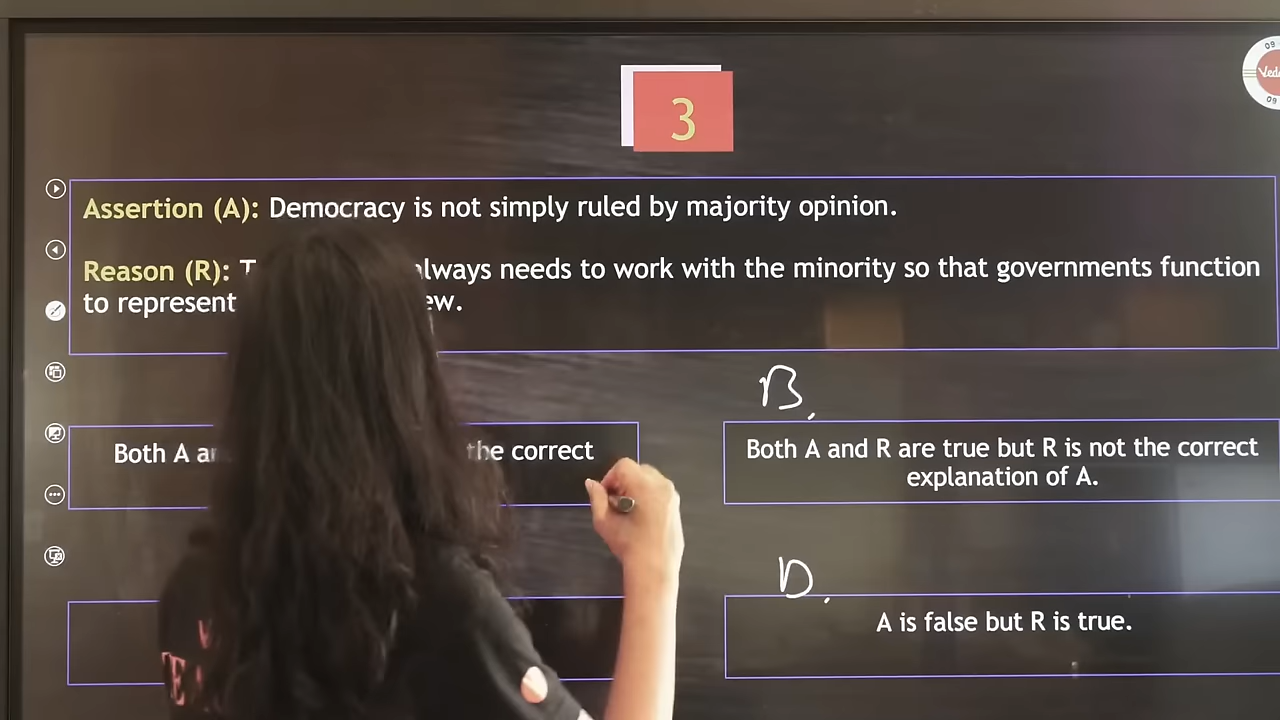 3
Assertion (A): Democracy is not simply ruled by majority opinion.
Reason (R): always needs to work with the minority so that governments function
to represent
B.
Both A the correct
Both A and R are true but R is not the correct
explanation of A.
D.
A is false but R is true.
09
09